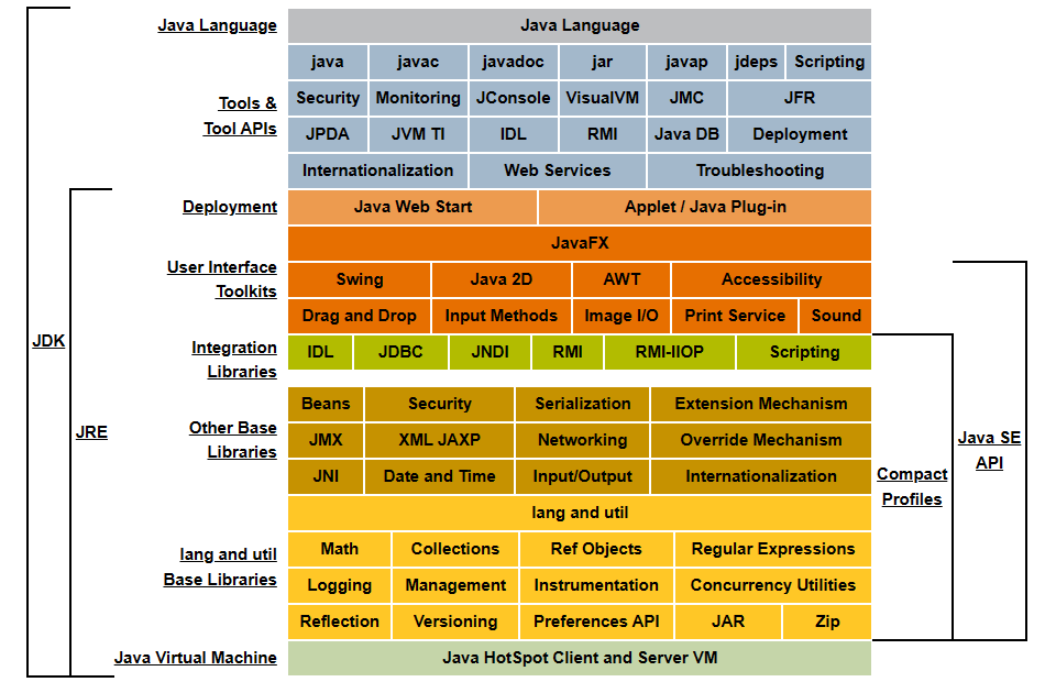 Java Language Java Language
java javac javadoc jar javap jdeps Scripting
Tools & Security Monitoring JConsole VisualVM JMC JFR
Tool APIs JPDA JVM TI IDL RMI Java DB Deployment
Internationalization Web Services Troubleshooting
Deployment Java Web Start Applet / Java Plug-in
JavaFX
User Interface
Toolkits
Swing Java 2D AWT Accessibility
Drag and Drop Input Methods Image I/O Print Service Sound
JDK
Integration
Libraries
IDL JDBC JNDI RMI RMI-IIOP Scripting
Beans Security Serialization Extension Mechanism
JRE
Other Base
Libraries
JMX XML JAXP Networking Override Mechanism
Java SE
API
JNI Date and Time Input/Output Internationalization
Compact
Profiles
lang and util
lang and util
Base Libraries
Math Collections Ref Objects Regular Expressions
Logging Management Instrumentation Concurrency Utilities
Reflection Versioning Preferences API JAR Zip
Java Virtual Machine Java HotSpot Client and Server VM